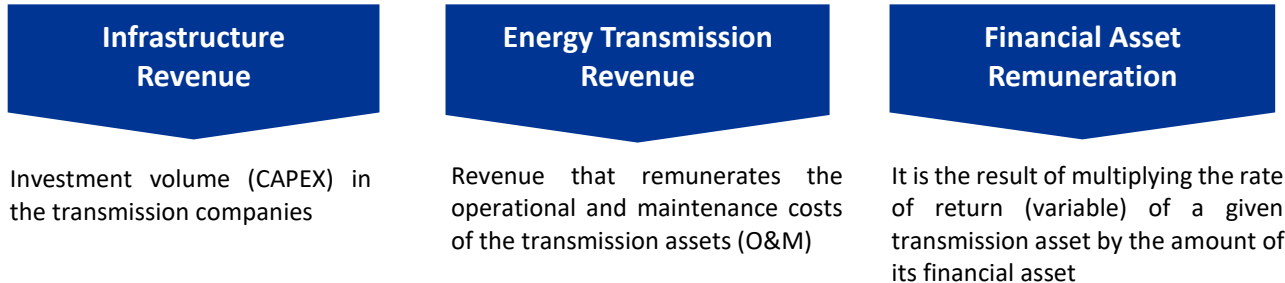 Infrastructure
Revenue
Investment volume (CAPEX) in
the transmission companies
Energy Transmission
Revenue
Revenue that remunerates the
operational and maintenance costs
of the transmission assets (O&M)
Financial Asset
Remuneration
It is the result of multiplying the rate
of return (variable) of a given
transmission asset by the amount of
its financial asset